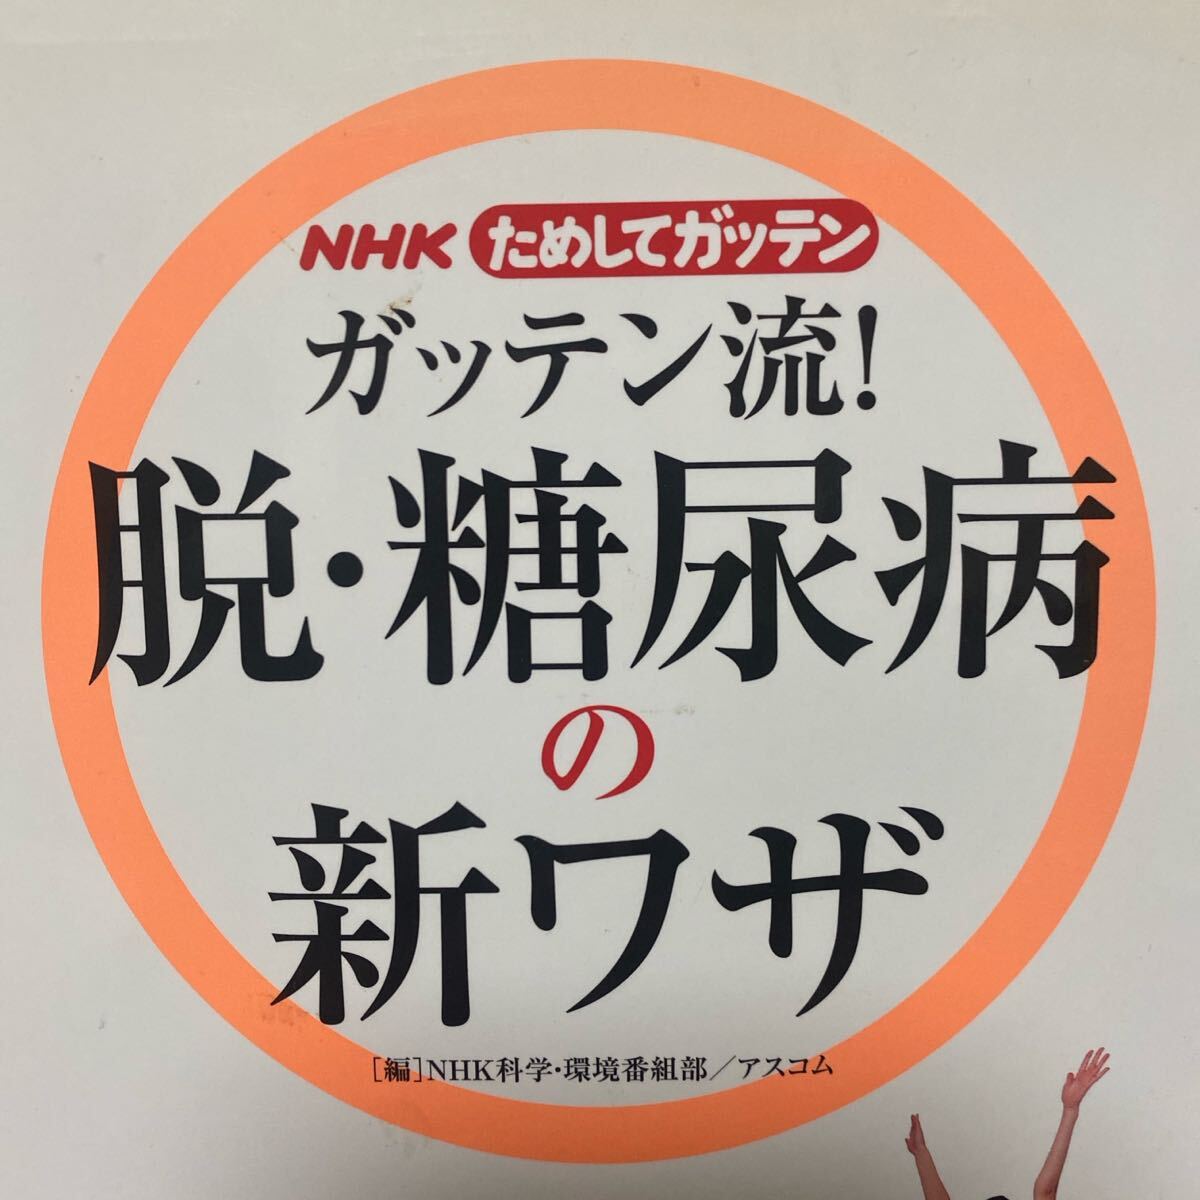 NHK ためしてガッテン
ガッテン流!
脱・糖尿病
の
新ワザ
[編]NHK科学・環境番組部／アスコム